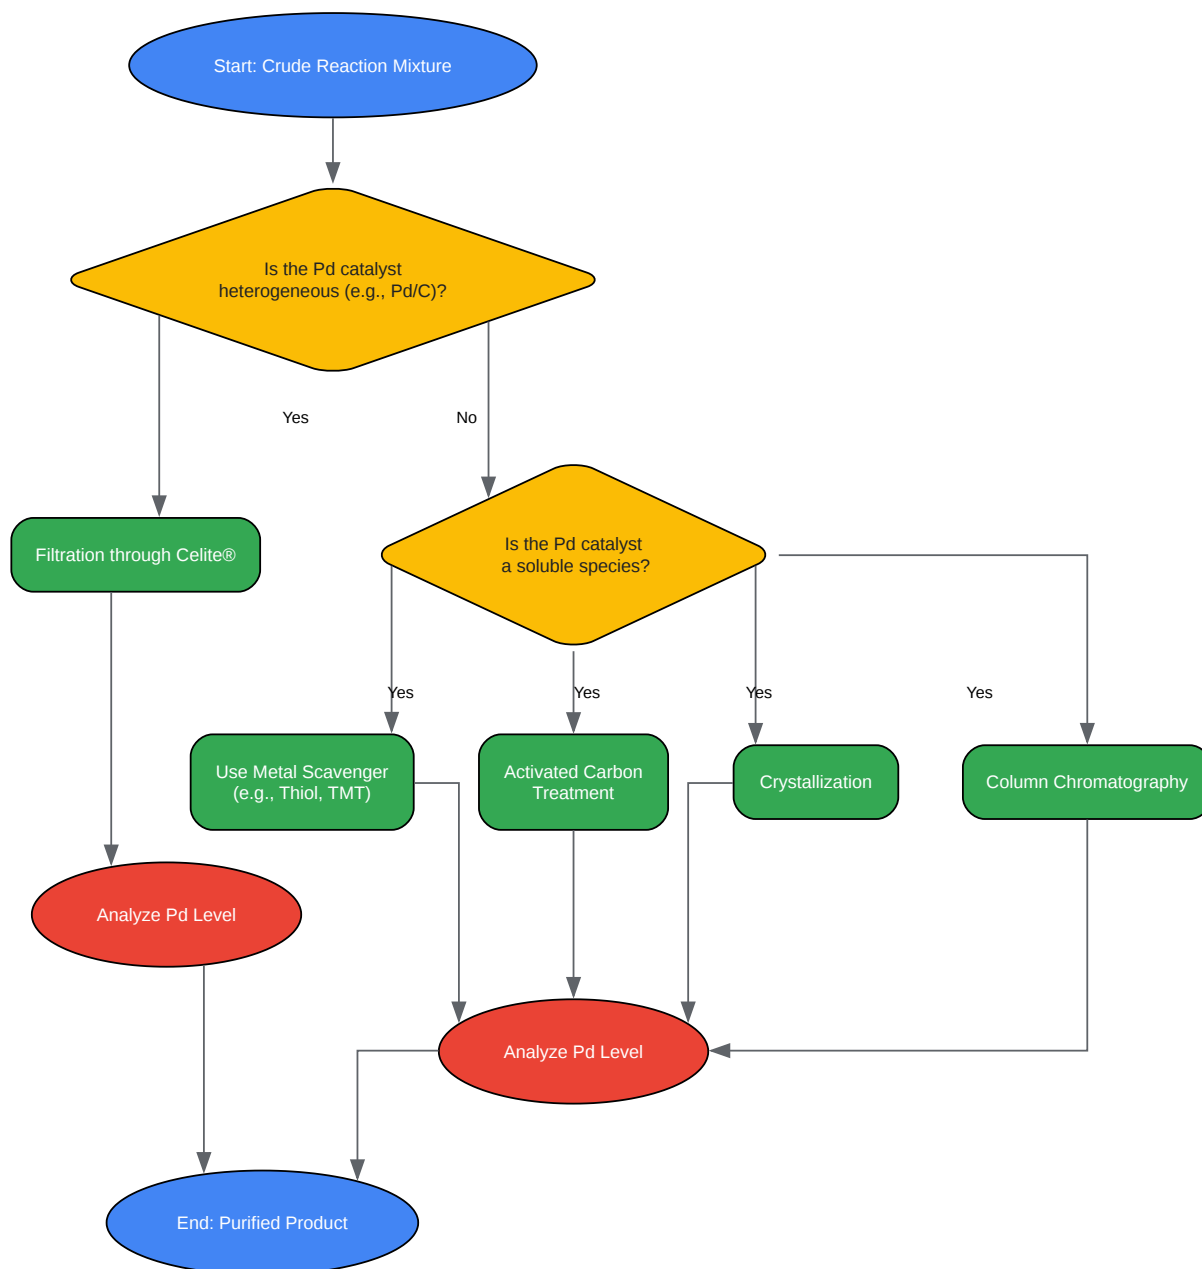 Start: Crude Reaction Mixture
Is the Pd catalyst
heterogeneous (e.g., Pd/C)?
Yes
No
Filtration through Celite®
Is the Pd catalyst
a soluble species?
Yes
Yes
Yes
Yes
Use Metal Scavenger
(e.g., Thiol, TMT)
Activated Carbon
Treatment
Crystallization
Column Chromatography
Analyze Pd Level
Analyze Pd Level
End: Purified Product